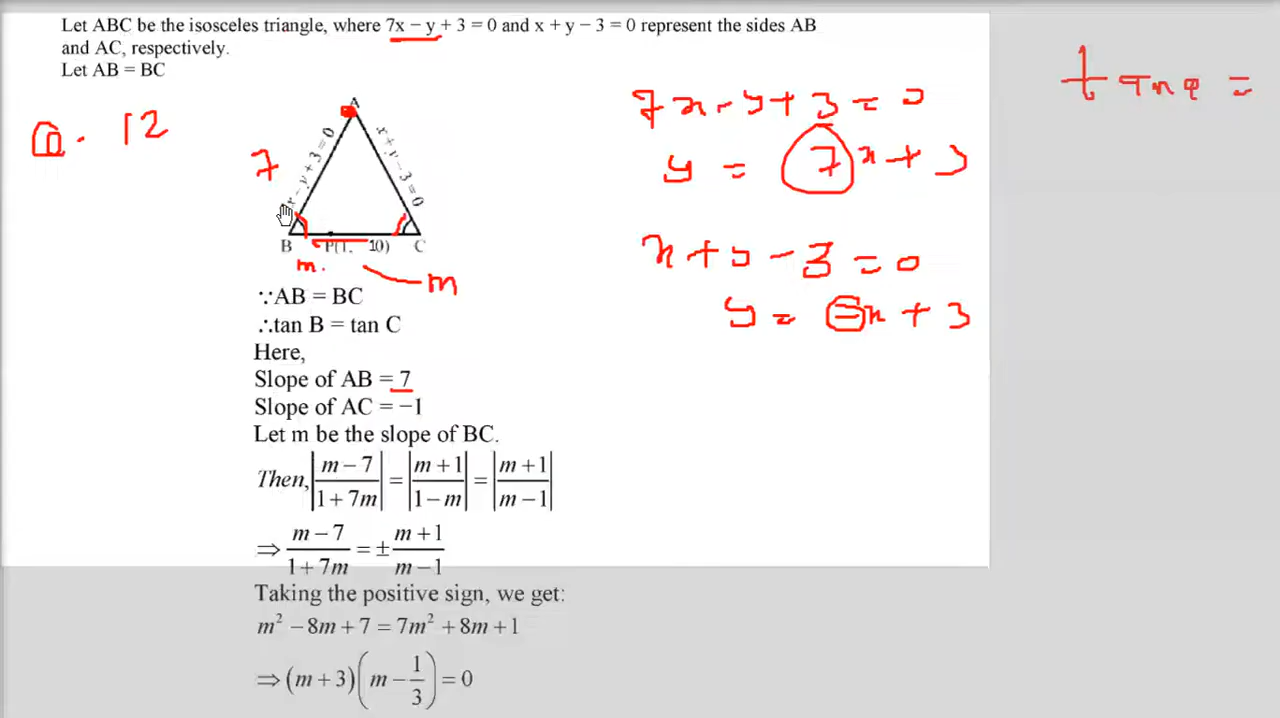 Let ABC be the isosceles triangle, where 7x − y + 3 = 0 and x + y − 3 = 0 represent the sides AB
and AC, respectively.
Let AB = BC
Q. 12
A
7
x − y + 3 = 0
x + y − 3 = 0
B P(1, 10) C
m. m
∵AB = BC
∴tan B = tan C
Here,
Slope of AB = 7
Slope of AC = −1
Let m be the slope of BC.
Then, |(m − 7)/(1 + 7m)| = |(m + 1)/(1 − m)| = |(m + 1)/(m − 1)|
⇒ (m − 7)/(1 + 7m) = ± (m + 1)/(m − 1)
Taking the positive sign, we get:
m² − 8m + 7 = 7m² + 8m + 1
⇒ (m + 3)(m − 1/3) = 0
7x - y + 3 = 0
y = 7x + 3
x + y - 3 = 0
y = -x + 3
tan =